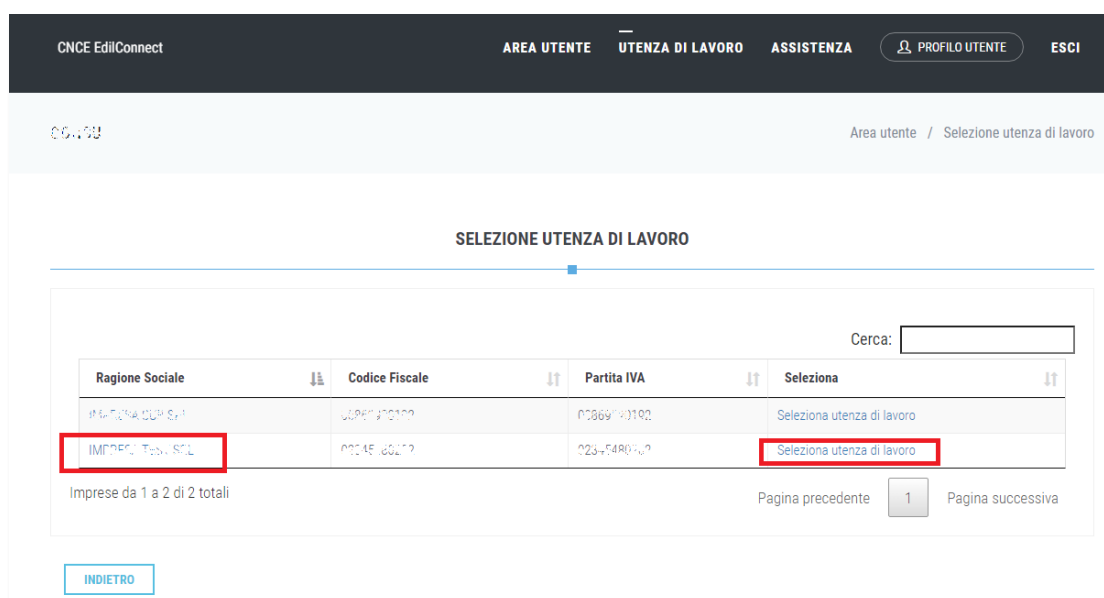 CNCE EdilConnect AREA UTENTE UTENZA DI LAVORO ASSISTENZA PROFILO UTENTE ESCI
Area utente / Selezione utenza di lavoro
SELEZIONE UTENZA DI LAVORO
Cerca:
Ragione Sociale Codice Fiscale Partita IVA Seleziona
Seleziona utenza di lavoro
Seleziona utenza di lavoro
Imprese da 1 a 2 di 2 totali Pagina precedente 1 Pagina successiva
INDIETRO